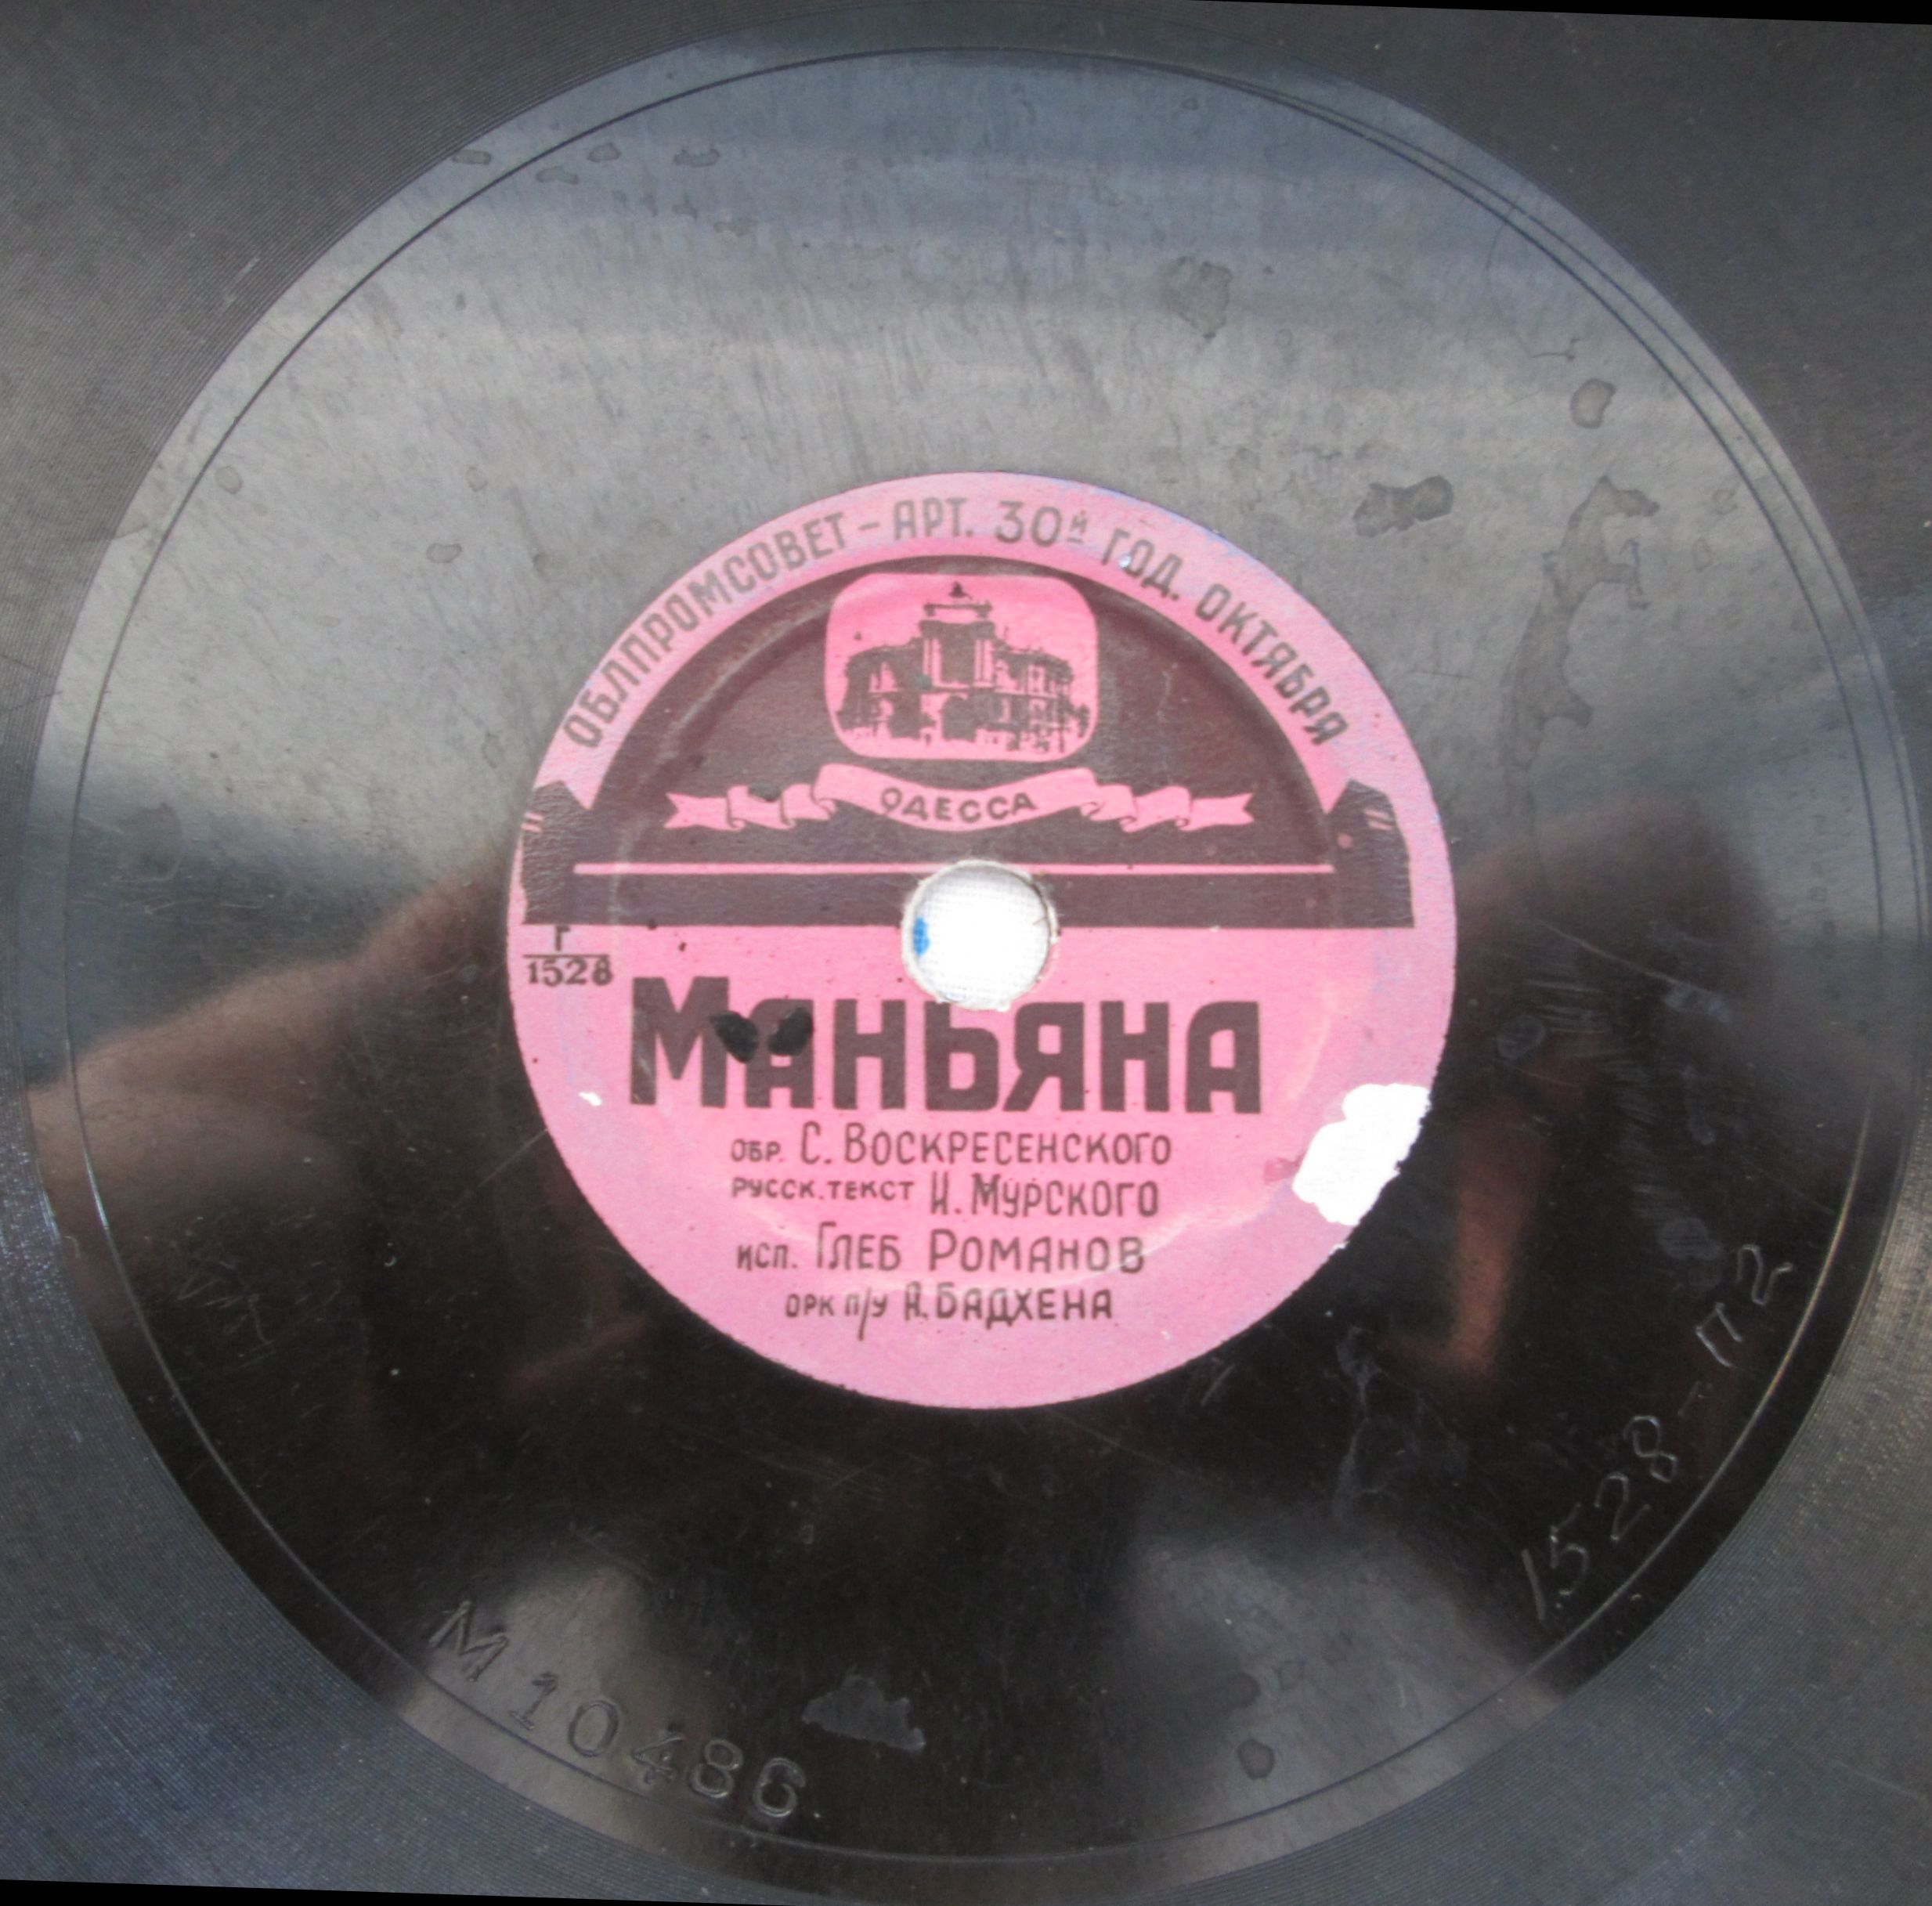 ОБЛПРОМСОВЕТ – АРТ. 30й ГОД. ОКТЯБРЯ
ОДЕССА
Г
1528
МАНЬЯНА
ОБР. С. ВОСКРЕСЕНСКОГО
РУССК. ТЕКСТ И. МУРСКОГО
ИСП. ГЛЕБ РОМАНОВ
ОРК П/У А. БАДХЕНА
1528-П2
М10486